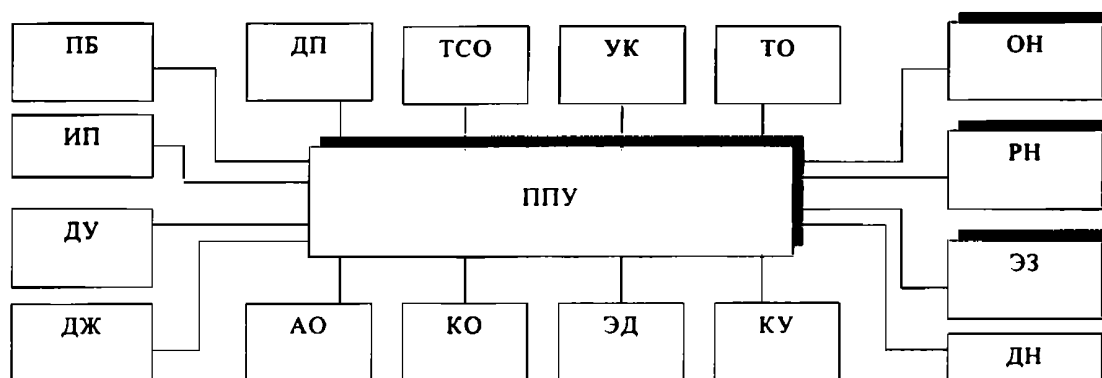 ПБ
ДП
ТСО
УК
ТО
ОН
ИП
РН
ППУ
ДУ
ЭЗ
ДЖ
АО
КО
ЭД
КУ
ДН